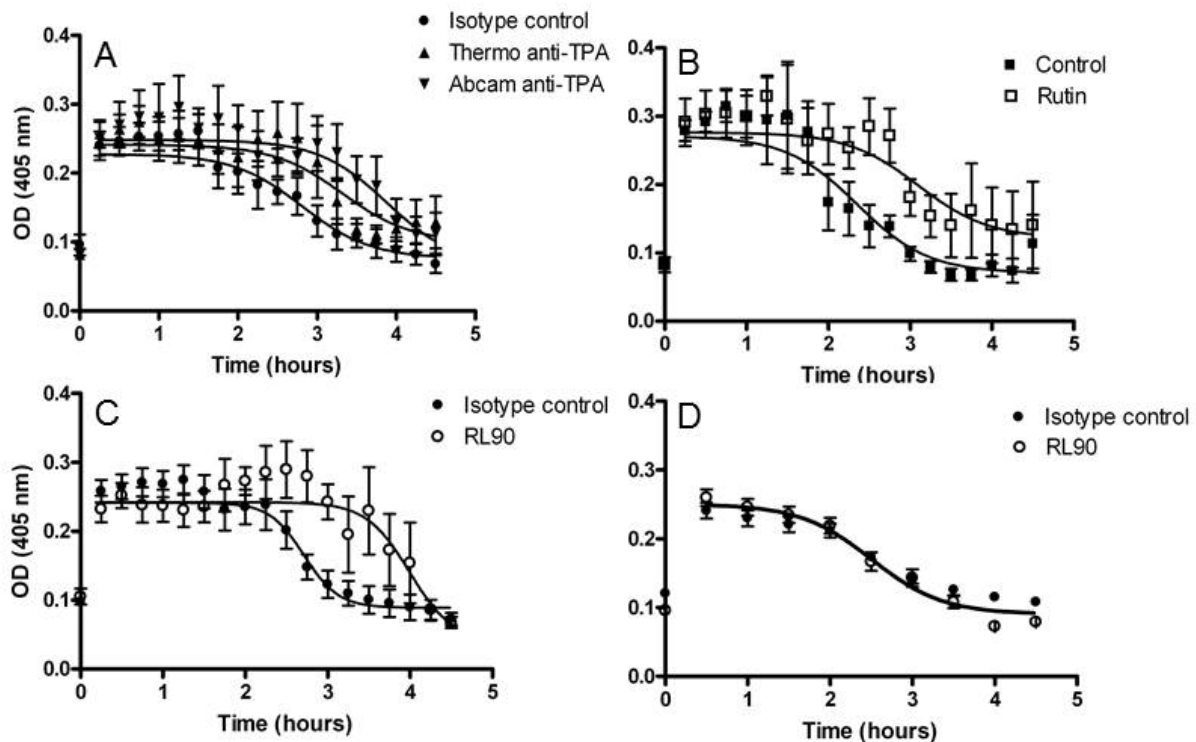 A
Isotype control
Thermo anti-TPA
Abcam anti-TPA
OD (405 nm)
0.4
0.3
0.2
0.1
0.0
0 1 2 3 4 5
Time (hours)
B
Control
Rutin
0.4
0.3
0.2
0.1
0.0
0 1 2 3 4 5
Time (hours)
C
Isotype control
RL90
OD (405 nm)
0.4
0.3
0.2
0.1
0.0
0 1 2 3 4 5
Time (hours)
D
Isotype control
RL90
0.4
0.3
0.2
0.1
0.0
0 1 2 3 4 5
Time (hours)